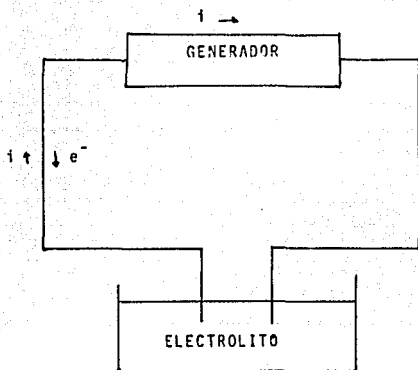 i →
GENERADOR
i ↑ ↓ e⁻
ELECTROLITO